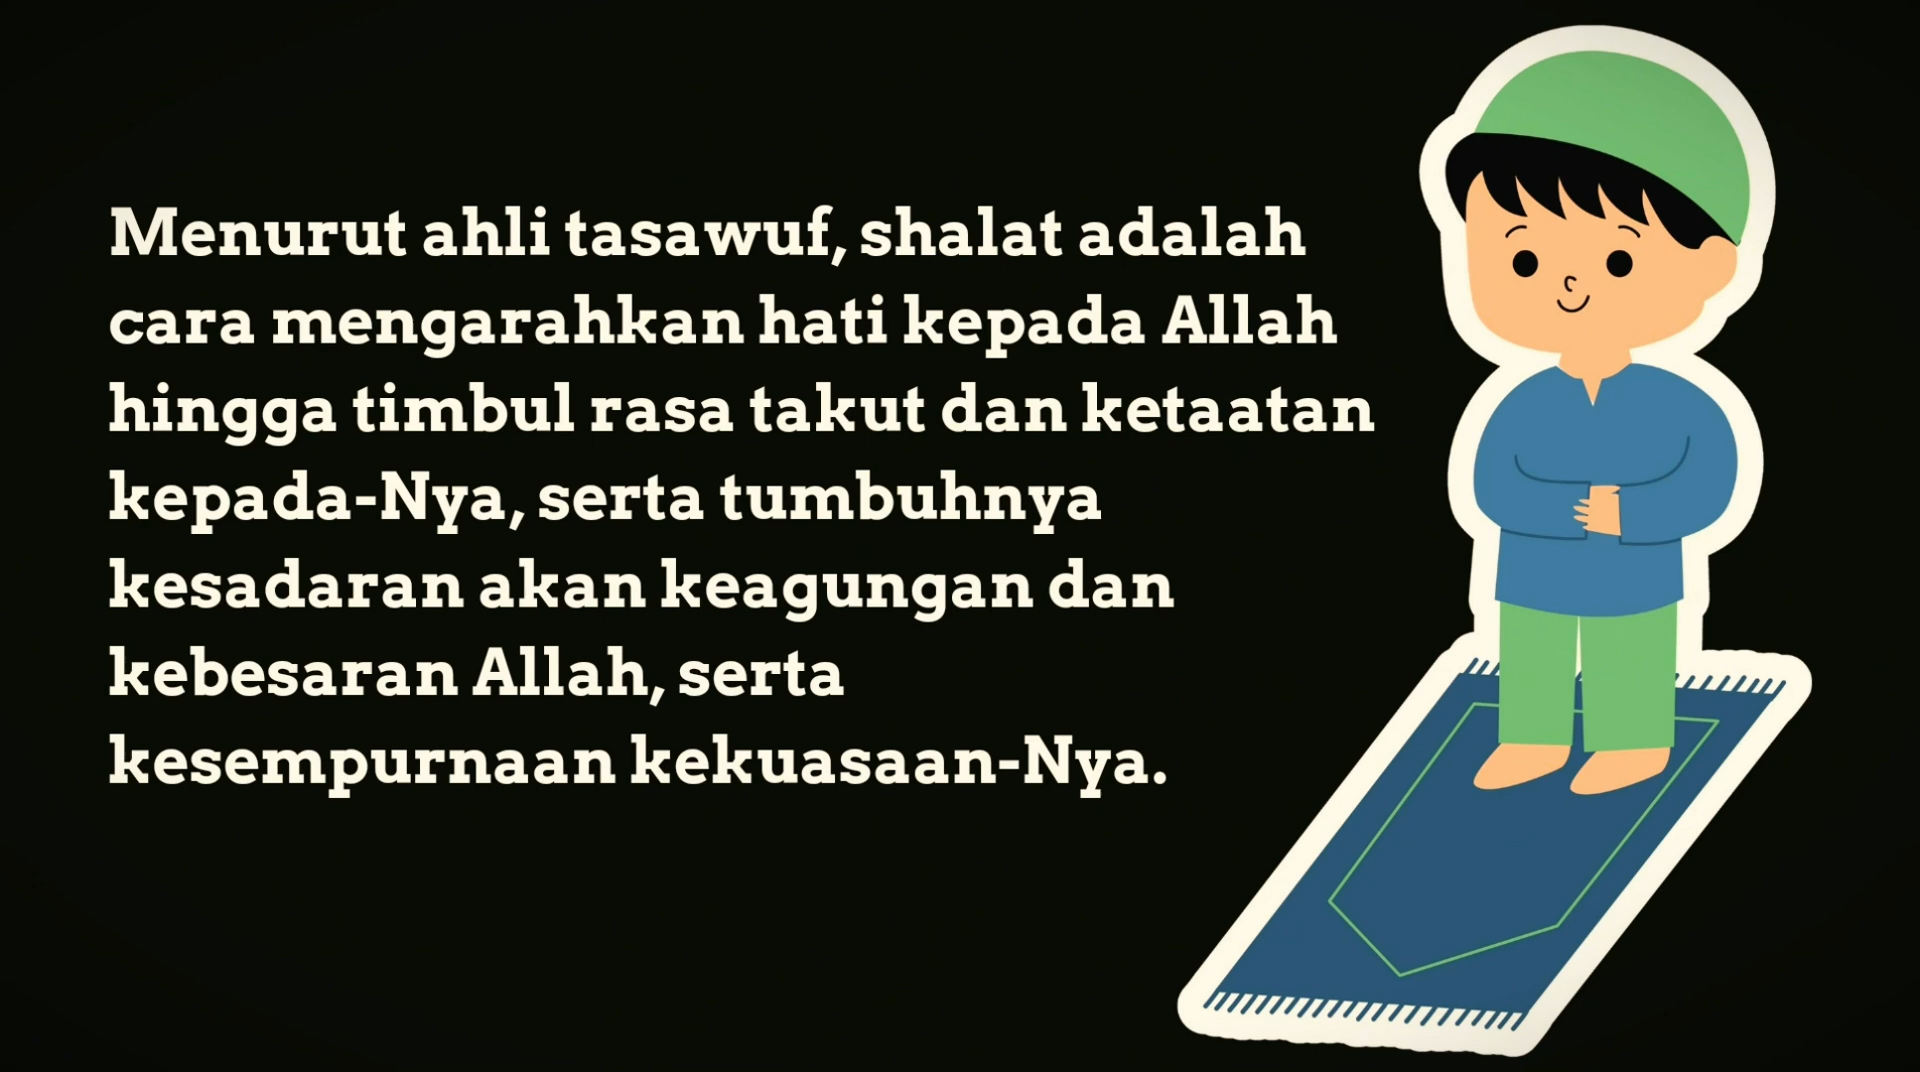 Menurut ahli tasawuf, shalat adalah
cara mengarahkan hati kepada Allah
hingga timbul rasa takut dan ketaatan
kepada-Nya, serta tumbuhnya
kesadaran akan keagungan dan
kebesaran Allah, serta
kesempurnaan kekuasaan-Nya.